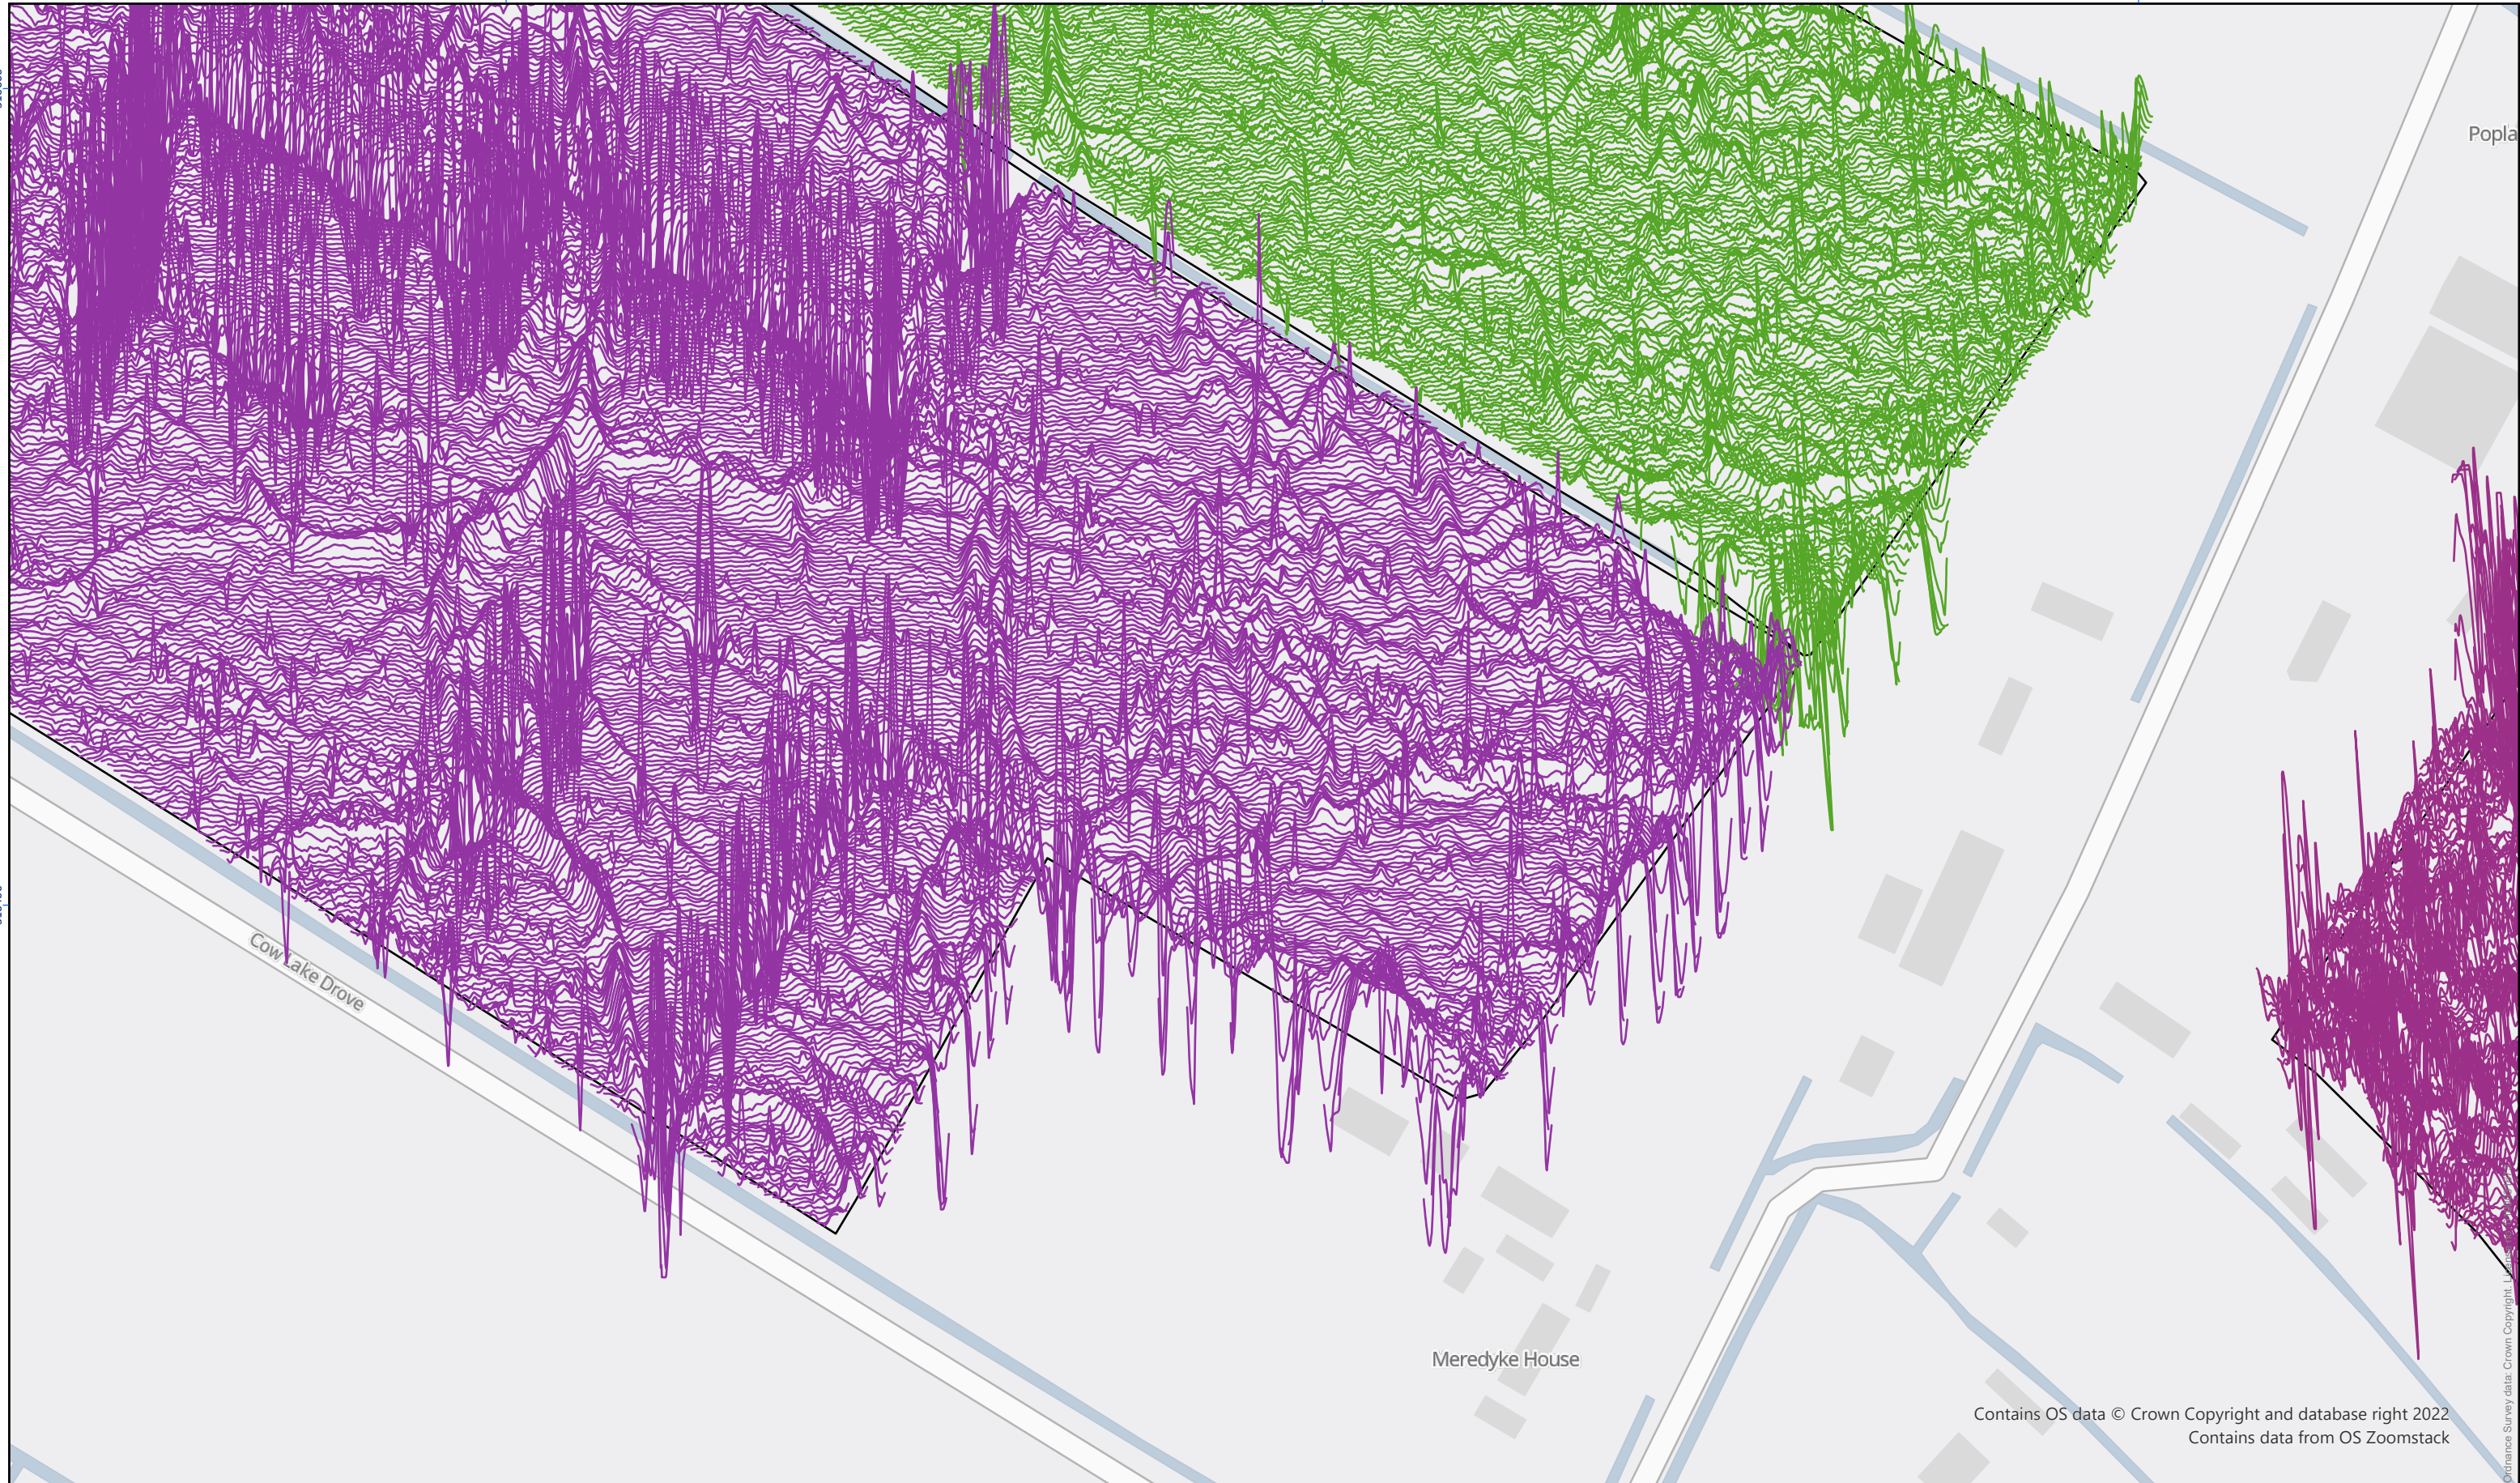 Popla
Cow Lake Drove
Meredyke House
Contains OS data © Crown Copyright and database right 2022
Contains data from OS Zoomstack